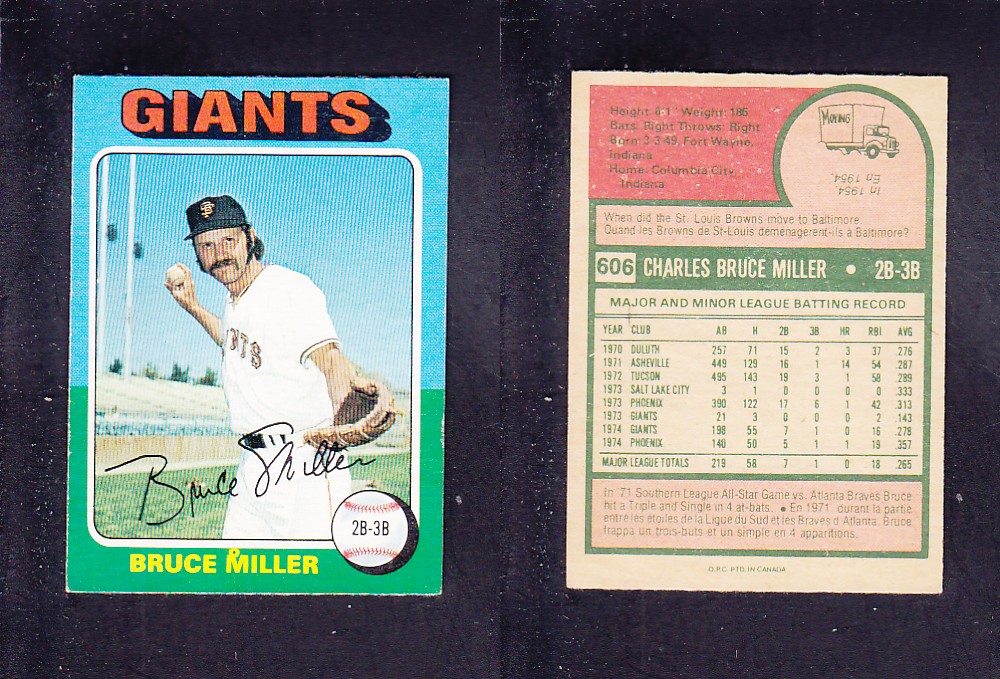 GIANTS
SF
NTS
Bruce Miller
2B-3B
BRUCE MILLER
Height: 6-1 Weight: 185
Bats: Right Throws: Right
Born: 3-3-49, Fort Wayne,
Indiana
Home: Columbia City,
Indiana
MOVING
In 1954.
En 1954.
When did the St. Louis Browns move to Baltimore
Quand les Browns de St-Louis déménagèrent-ils à Baltimore?
606 CHARLES BRUCE MILLER • 2B-3B
MAJOR AND MINOR LEAGUE BATTING RECORD
YEAR CLUB AB H 2B 3B HR RBI AVG
1970 DULUTH 257 71 15 2 3 37 .276
1971 ASHEVILLE 449 129 16 1 14 54 .287
1972 TUCSON 495 143 19 3 1 58 .289
1973 SALT LAKE CITY 3 1 0 0 0 0 .333
1973 PHOENIX 390 122 17 6 1 42 .313
1973 GIANTS 21 3 0 0 0 2 .143
1974 GIANTS 198 55 7 1 0 16 .278
1974 PHOENIX 140 50 5 1 1 19 .357
MAJOR LEAGUE TOTALS 219 58 7 1 0 18 .265
In '71 Southern League All-Star Game vs. Atlanta Braves Bruce
hit a Triple and Single in 4 at-bats. • En 1971, durant la partie
entre les étoiles de la Ligue du Sud et les Braves d'Atlanta, Bruce
frappa un trois-buts et un simple en 4 apparitions.
O.P.C. PTD. IN CANADA